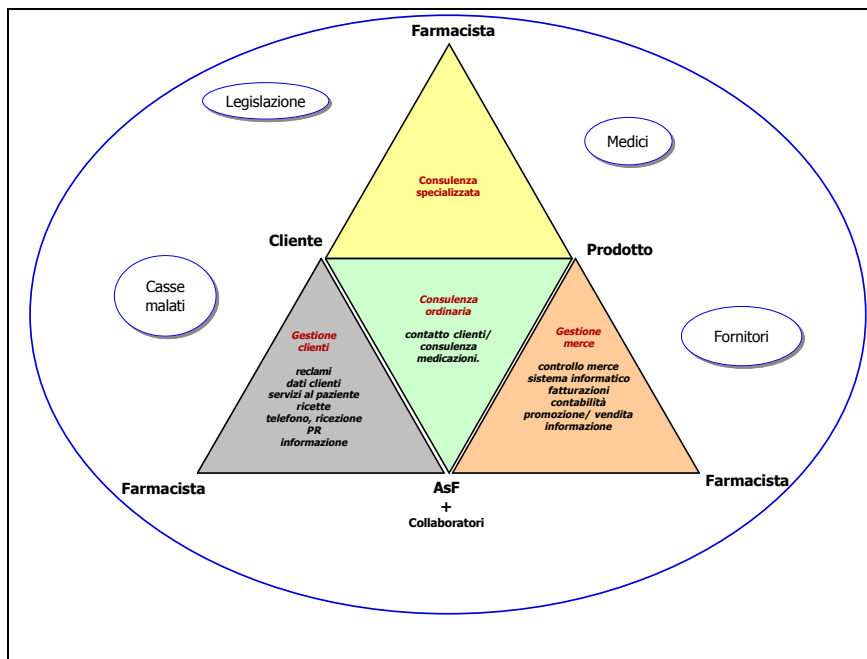 Farmacista
Legislazione
Medici
Consulenza
specializzata
Cliente
Prodotto
Casse
malati
Consulenza
ordinaria
contatto clienti/
consulenza
medicazioni.
Gestione
clienti
reclami
dati clienti
servizi al paziente
ricette
telefono, ricezione
PR
informazione
Gestione
merce
controllo merce
sistema informatico
fatturazioni
contabilità
promozione/ vendita
informazione
Fornitori
Farmacista
AsF
+
Collaboratori
Farmacista